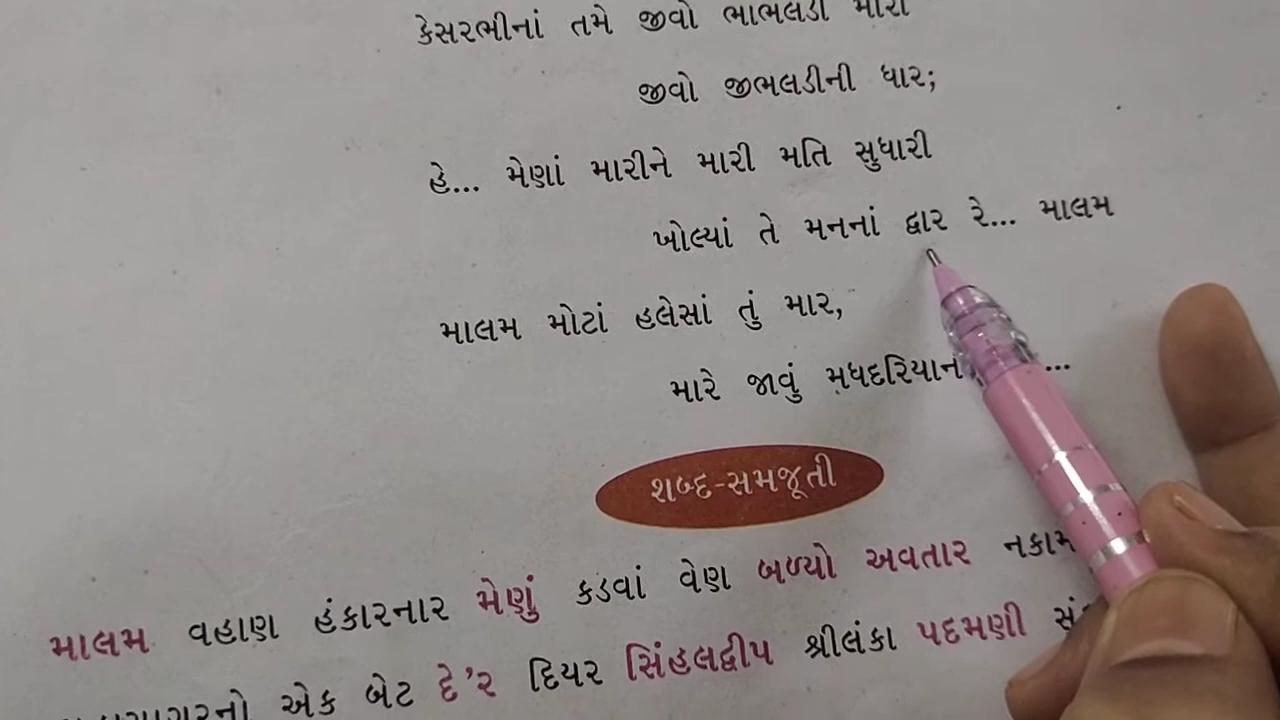 કેસરભીનાં તમે જીવો ભાભલડી મારી
જીવો જીભલડીની ધાર;
હે... મેણાં મારીને મારી મતિ સુધારી
ખોલ્યાં તે મનનાં દ્વાર રે... માલમ
માલમ મોટાં હલેસાં તું માર,
મારે જાવું મધદરિયાન ...
શબ્દ-સમજૂતી
માલમ વહાણ હંકારનાર મેણું કડવાં વેણ બળ્યો અવતાર
એક બેટ દે'ર દિયર સિંહલદ્વીપ શ્રીલંકા પદમણી